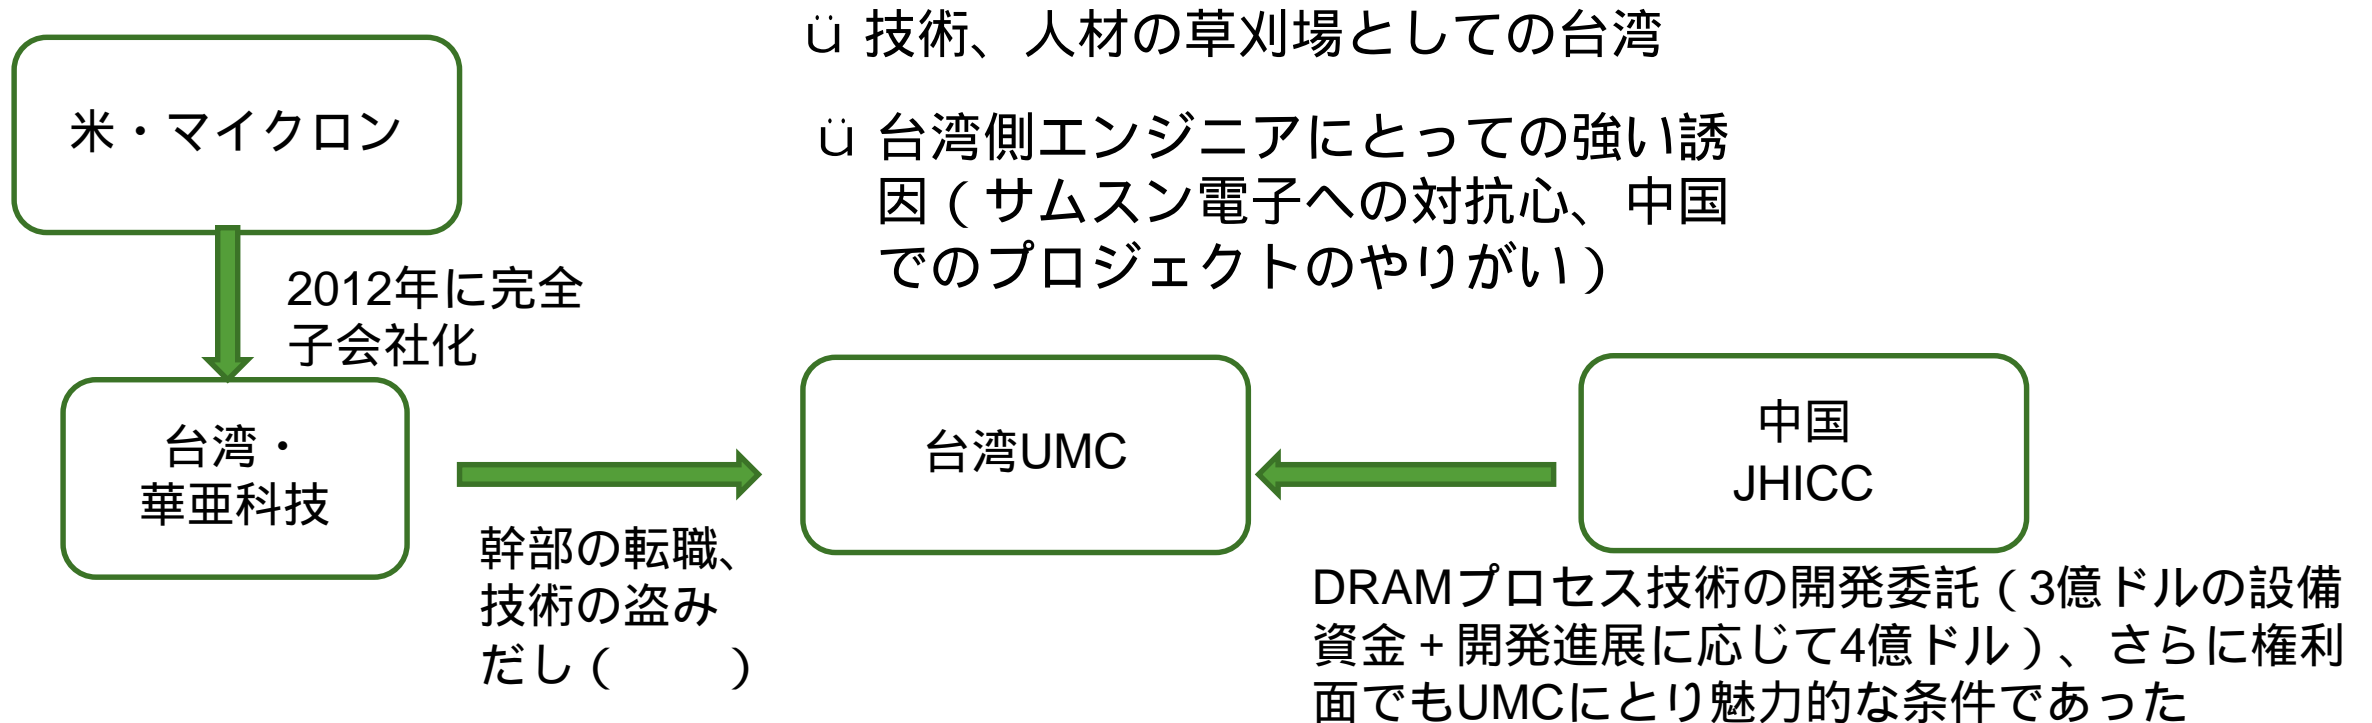 ü 技術、人材の草刈場としての台湾
ü 台湾側エンジニアにとっての強い誘
因（サムスン電子への対抗心、中国
でのプロジェクトのやりがい）
米・マイクロン
2012年に完全
子会社化
台湾・
華亜科技
幹部の転職、
技術の盗み
だし（　　）
台湾UMC
中国
JHICC
DRAMプロセス技術の開発委託（3億ドルの設備
資金＋開発進展に応じて4億ドル）、さらに権利
面でもUMCにとり魅力的な条件であった